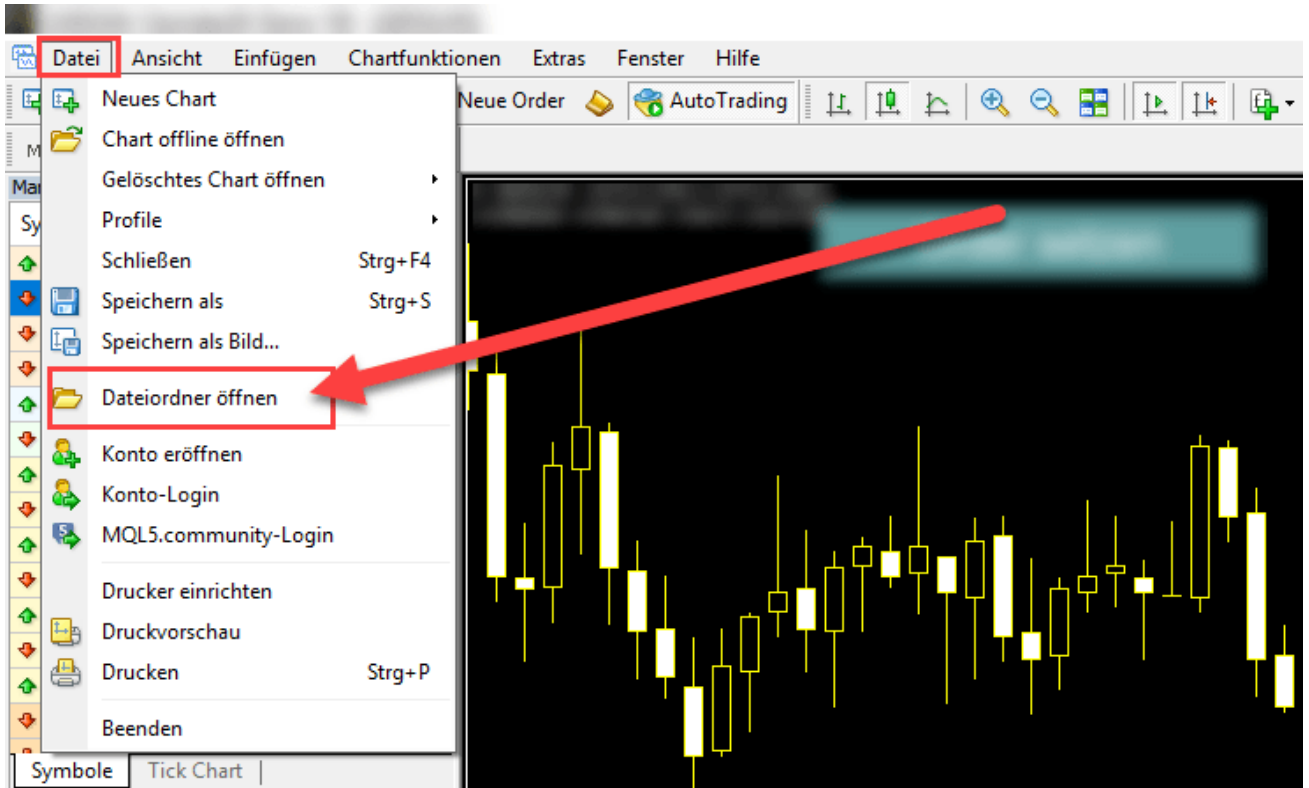 Datei Ansicht Einfügen Chartfunktionen Extras Fenster Hilfe
Neues Chart
Neue Order AutoTrading
Chart offline öffnen
M
Gelöschtes Chart öffnen
Mar
Profile
Sy
Schließen Strg+F4
Speichern als Strg+S
Speichern als Bild...
Dateiordner öffnen
Konto eröffnen
Konto-Login
MQL5.community-Login
Drucker einrichten
Druckvorschau
Drucken Strg+P
Beenden
Symbole Tick Chart